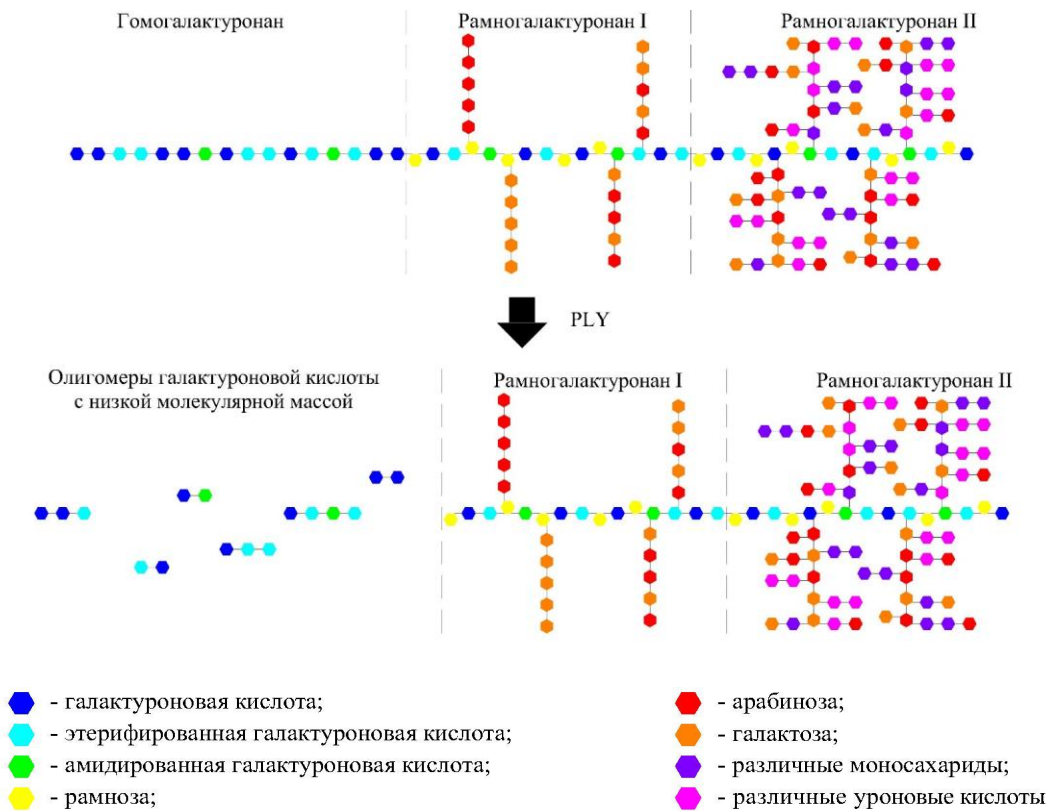 Гомогалактуронан
Рамногалактуронан I
Рамногалактуронан II
PLY
Олигомеры галактуроновой кислоты
с низкой молекулярной массой
Рамногалактуронан I
Рамногалактуронан II
- галактуроновая кислота;
- этерифированная галактуроновая кислота;
- амидированная галактуроновая кислота;
- рамноза;
- арабиноза;
- галактоза;
- различные моносахариды;
- различные уроновые кислоты